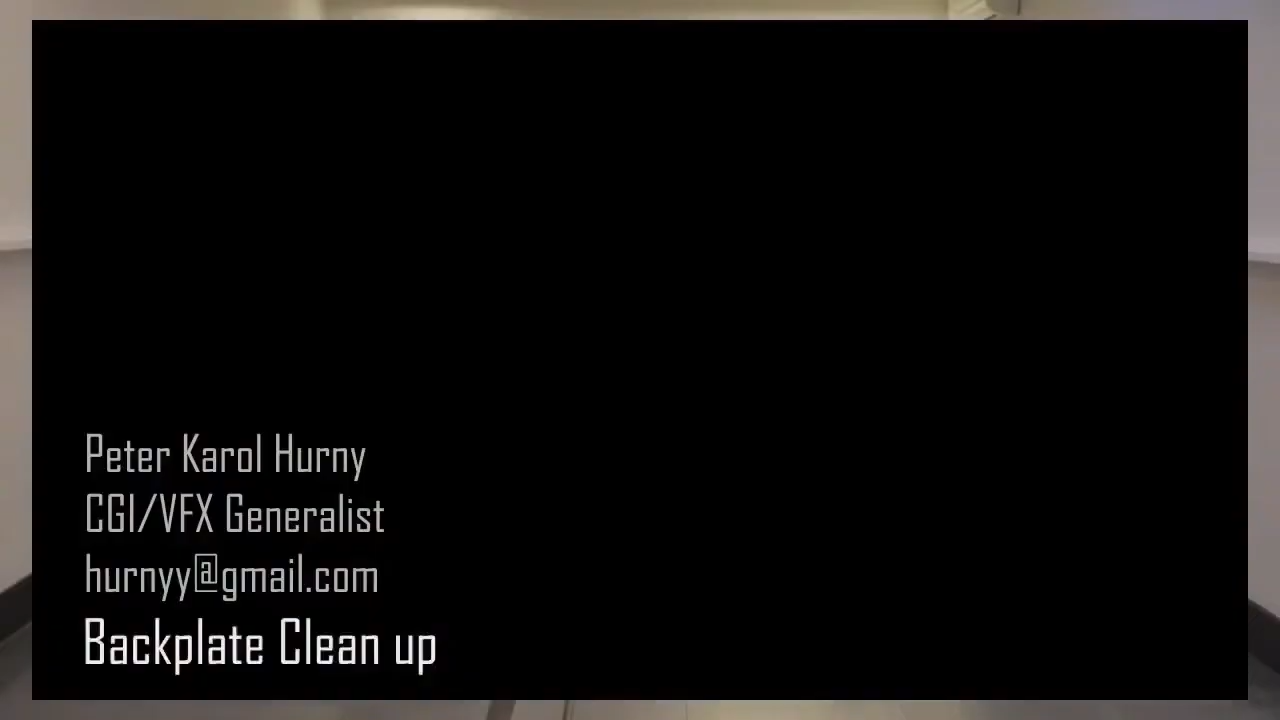 Peter Karol Hurny
CGI/VFX Generalist
hurnyy@gmail.com
Backplate Clean up